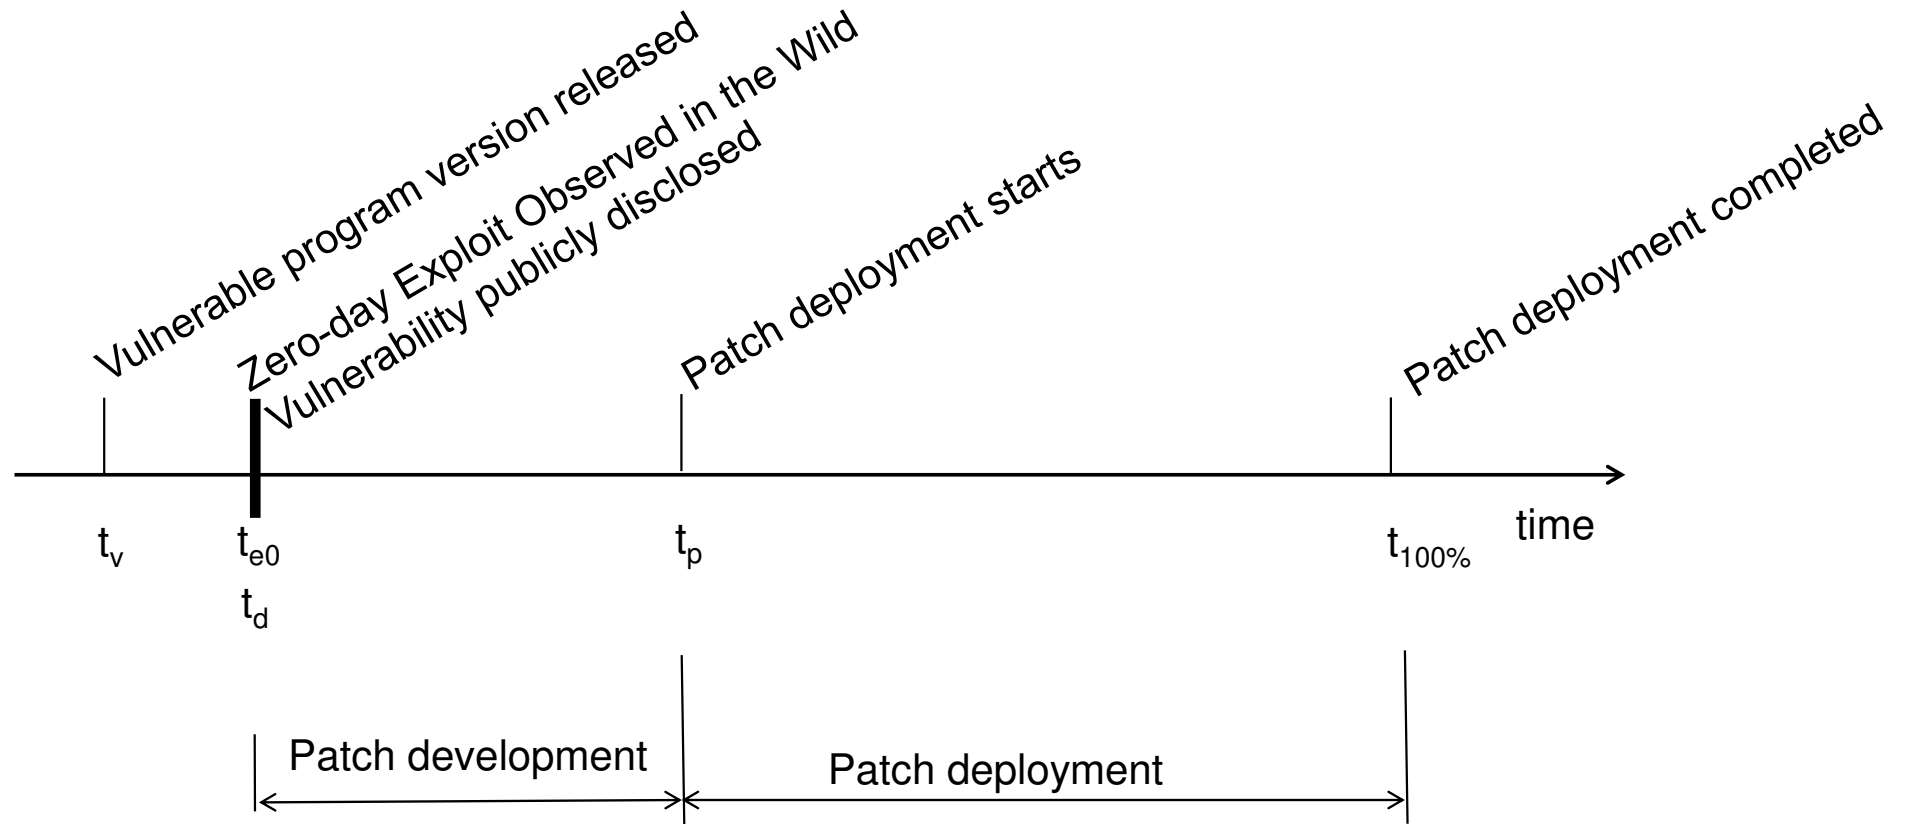 Vulnerable program version released
Zero-day Exploit Observed in the Wild
Vulnerability publicly disclosed
Patch deployment starts
Patch deployment completed
time
tv
te0
td
tp
t100%
Patch development
Patch deployment